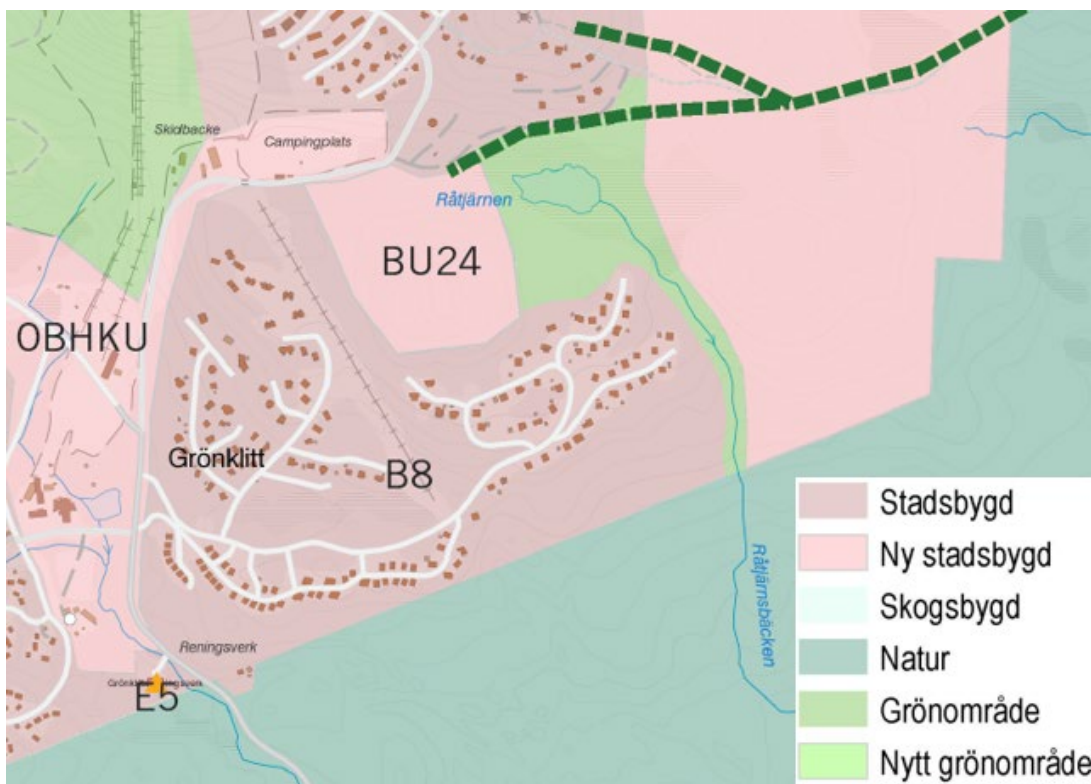 Skidbacke
Campingplats
Råtjärnen
BU24
OBHKU
Grönklitt
B8
Råtjärnsbäcken
Reningsverk
E5
Stadsbygd
Ny stadsbygd
Skogsbygd
Natur
Grönområde
Nytt grönområde